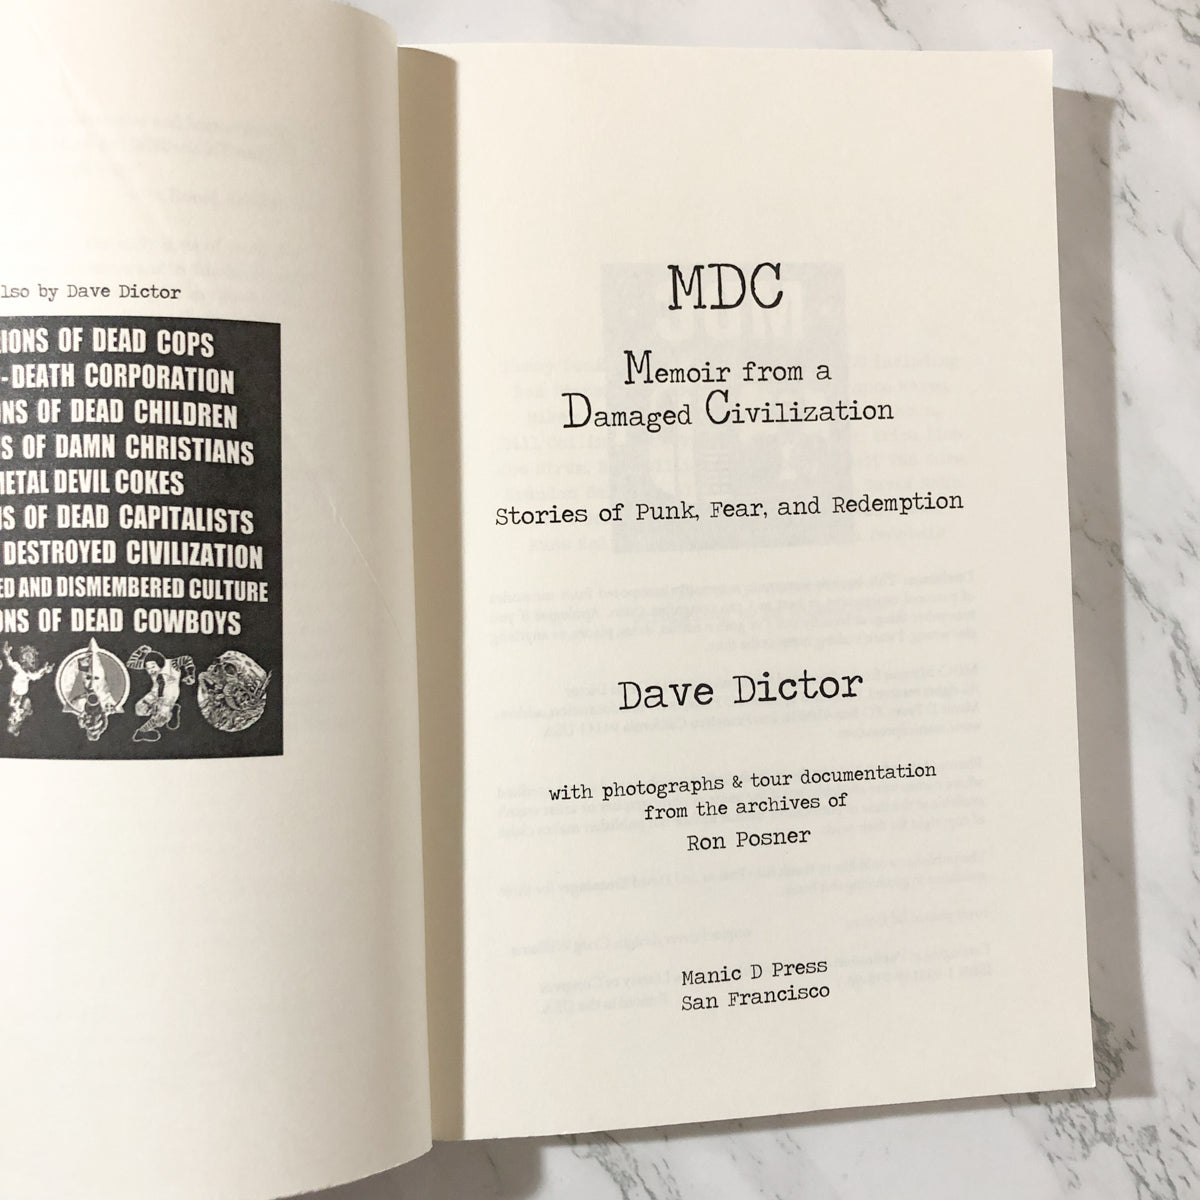 lso by Dave Dictor
IONS OF DEAD COPS
-DEATH CORPORATION
NS OF DEAD CHILDREN
S OF DAMN CHRISTIANS
METAL DEVIL COKES
NS OF DEAD CAPITALISTS
DESTROYED CIVILIZATION
ED AND DISMEMBERED CULTURE
ONS OF DEAD COWBOYS
MDC
Memoir from a
Damaged Civilization
Stories of Punk, Fear, and Redemption
Dave Dictor
with photographs & tour documentation
from the archives of
Ron Posner
Manic D Press
San Francisco